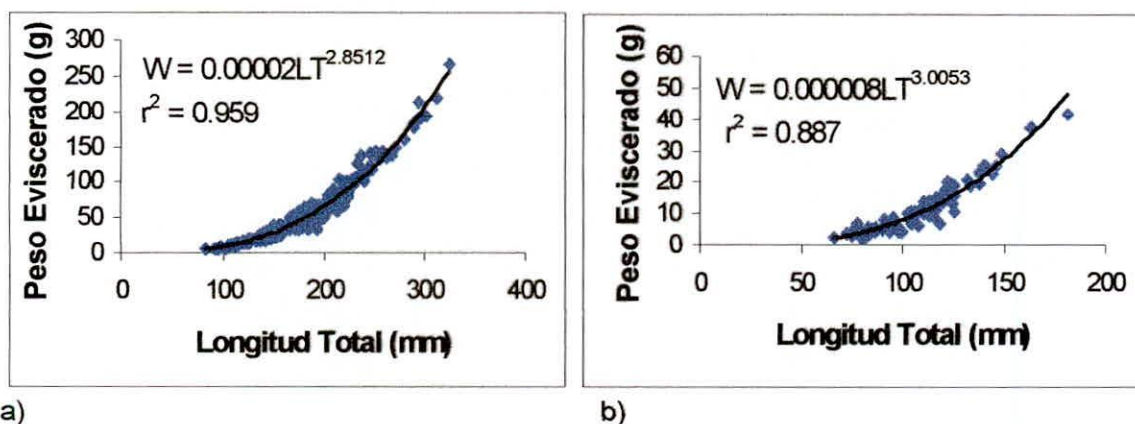 Peso Eviscerado (g)
300
250
200
150
100
50
0
W = 0.00002LT^2.8512
r² = 0.959
0 100 200 300 400
Longitud Total (mm)
a)
Peso Eviscerado (g)
60
50
40
30
20
10
0
W = 0.000008LT^3.0053
r² = 0.887
0 50 100 150 200
Longitud Total (mm)
b)